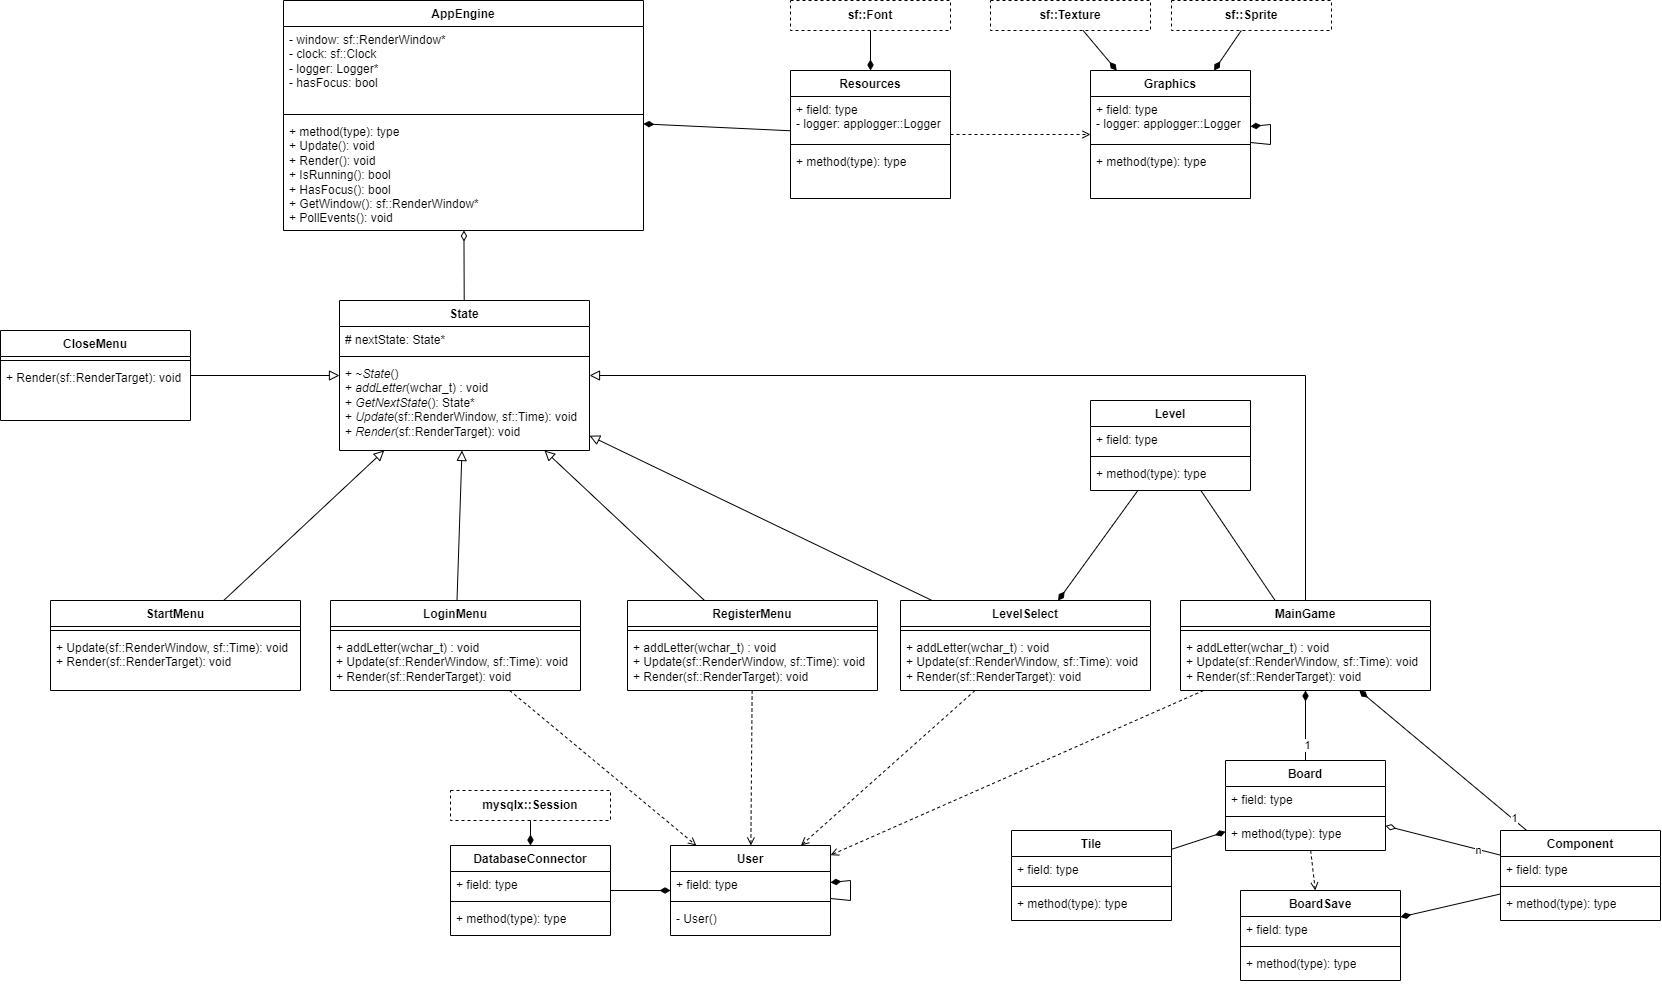 AppEngine
- window: sf::RenderWindow*
- clock: sf::Clock
- logger: Logger*
- hasFocus: bool
+ method(type): type
+ Update(): void
+ Render(): void
+ IsRunning(): bool
+ HasFocus(): bool
+ GetWindow(): sf::RenderWindow*
+ PollEvents(): void
sf::Font
sf::Texture
sf::Sprite
Resources
+ field: type
- logger: applogger::Logger
+ method(type): type
Graphics
+ field: type
- logger: applogger::Logger
+ method(type): type
State
# nextState: State*
+ ~State()
+ addLetter(wchar_t) : void
+ GetNextState(): State*
+ Update(sf::RenderWindow, sf::Time): void
+ Render(sf::RenderTarget): void
CloseMenu
+ Render(sf::RenderTarget): void
Level
+ field: type
+ method(type): type
StartMenu
+ Update(sf::RenderWindow, sf::Time): void
+ Render(sf::RenderTarget): void
LoginMenu
+ addLetter(wchar_t) : void
+ Update(sf::RenderWindow, sf::Time): void
+ Render(sf::RenderTarget): void
RegisterMenu
+ addLetter(wchar_t) : void
+ Update(sf::RenderWindow, sf::Time): void
+ Render(sf::RenderTarget): void
LevelSelect
+ addLetter(wchar_t) : void
+ Update(sf::RenderWindow, sf::Time): void
+ Render(sf::RenderTarget): void
MainGame
+ addLetter(wchar_t) : void
+ Update(sf::RenderWindow, sf::Time): void
+ Render(sf::RenderTarget): void
1
1
n
mysqlx::Session
DatabaseConnector
+ field: type
+ method(type): type
User
+ field: type
- User()
Tile
+ field: type
+ method(type): type
Board
+ field: type
+ method(type): type
BoardSave
+ field: type
+ method(type): type
Component
+ field: type
+ method(type): type